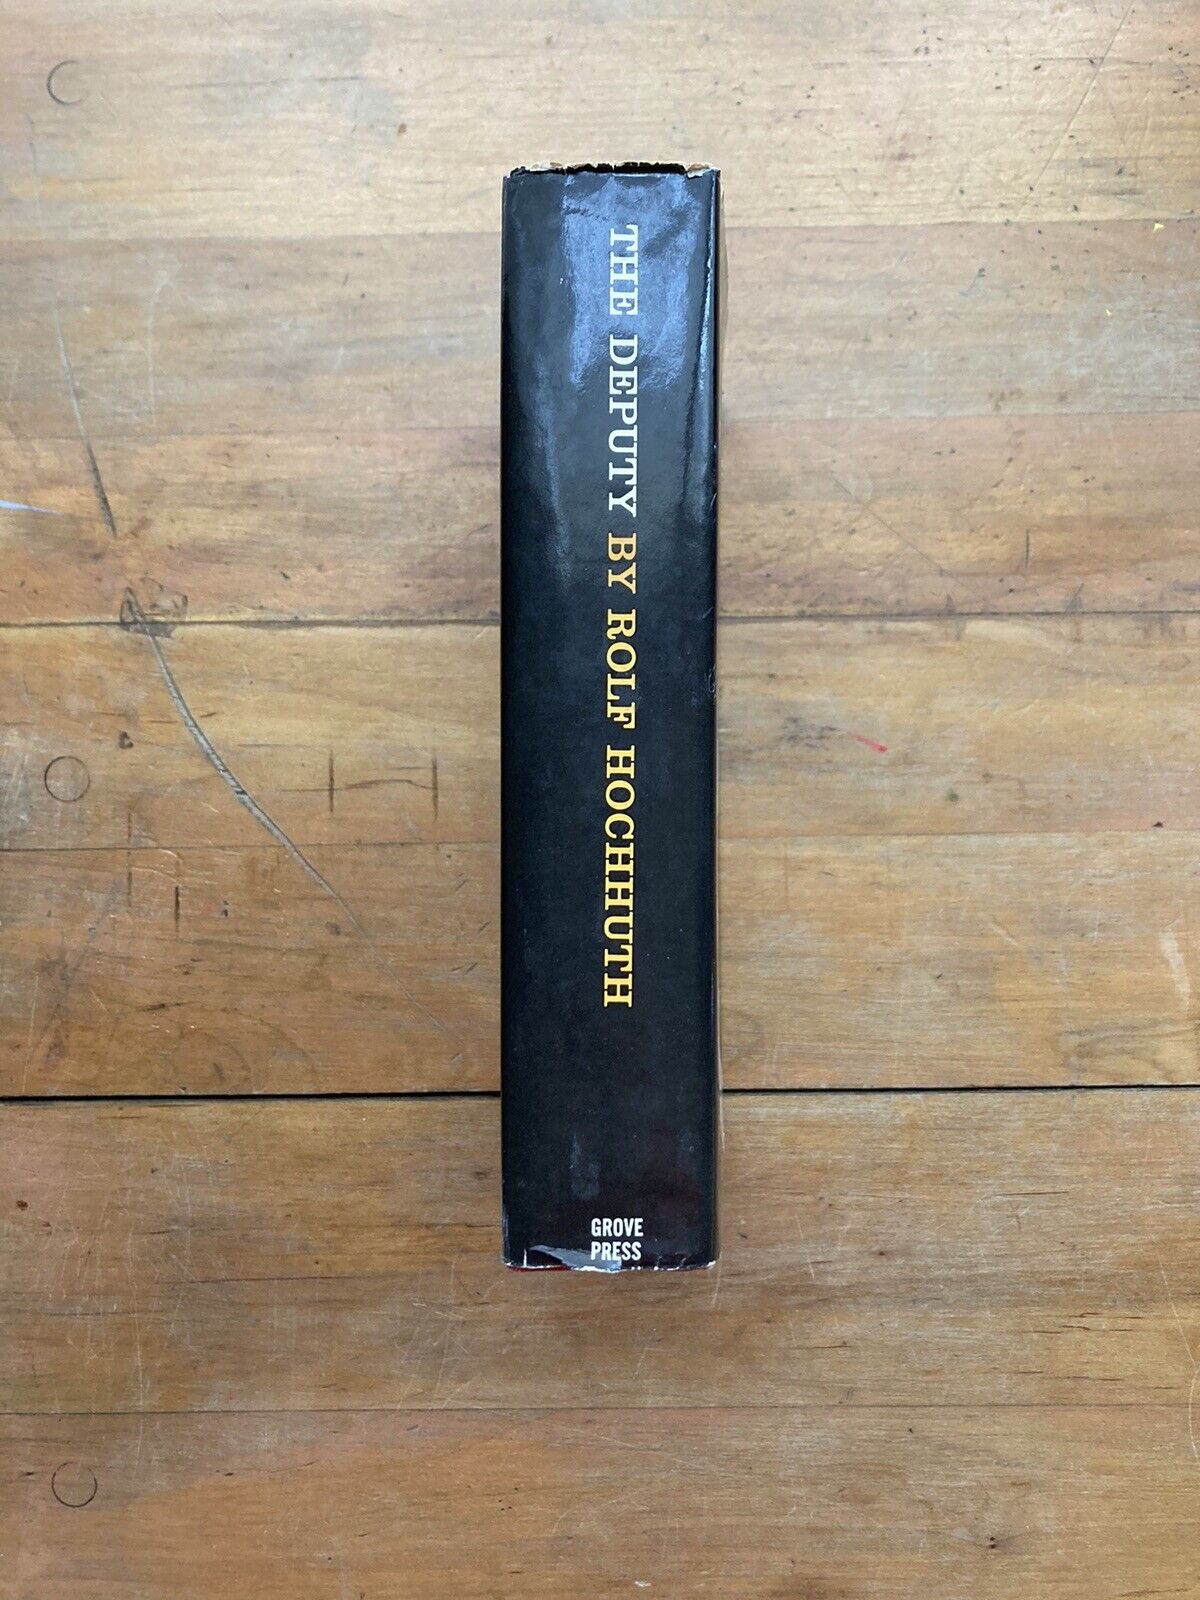 THE DEPUTY BY ROLF HOCHHUTH
GROVE
PRESS